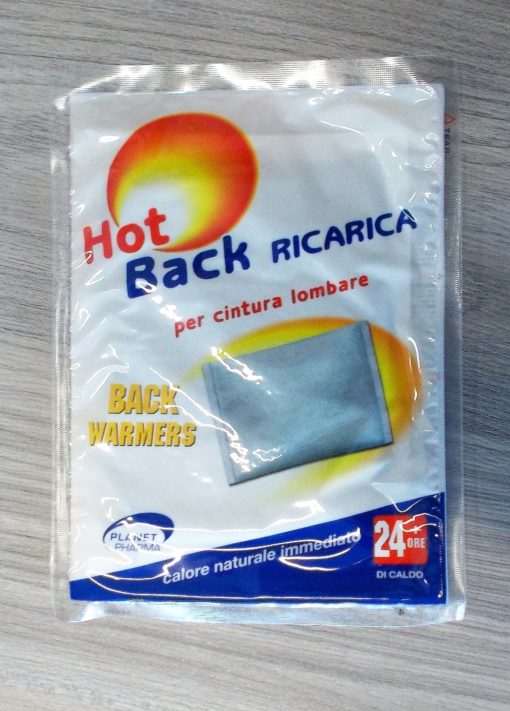 Hot
Back RICARICA
per cintura lombare
BACK
WARMERS
PLANET
PHARMA
calore naturale immediato
24+
ORE
DI CALDO